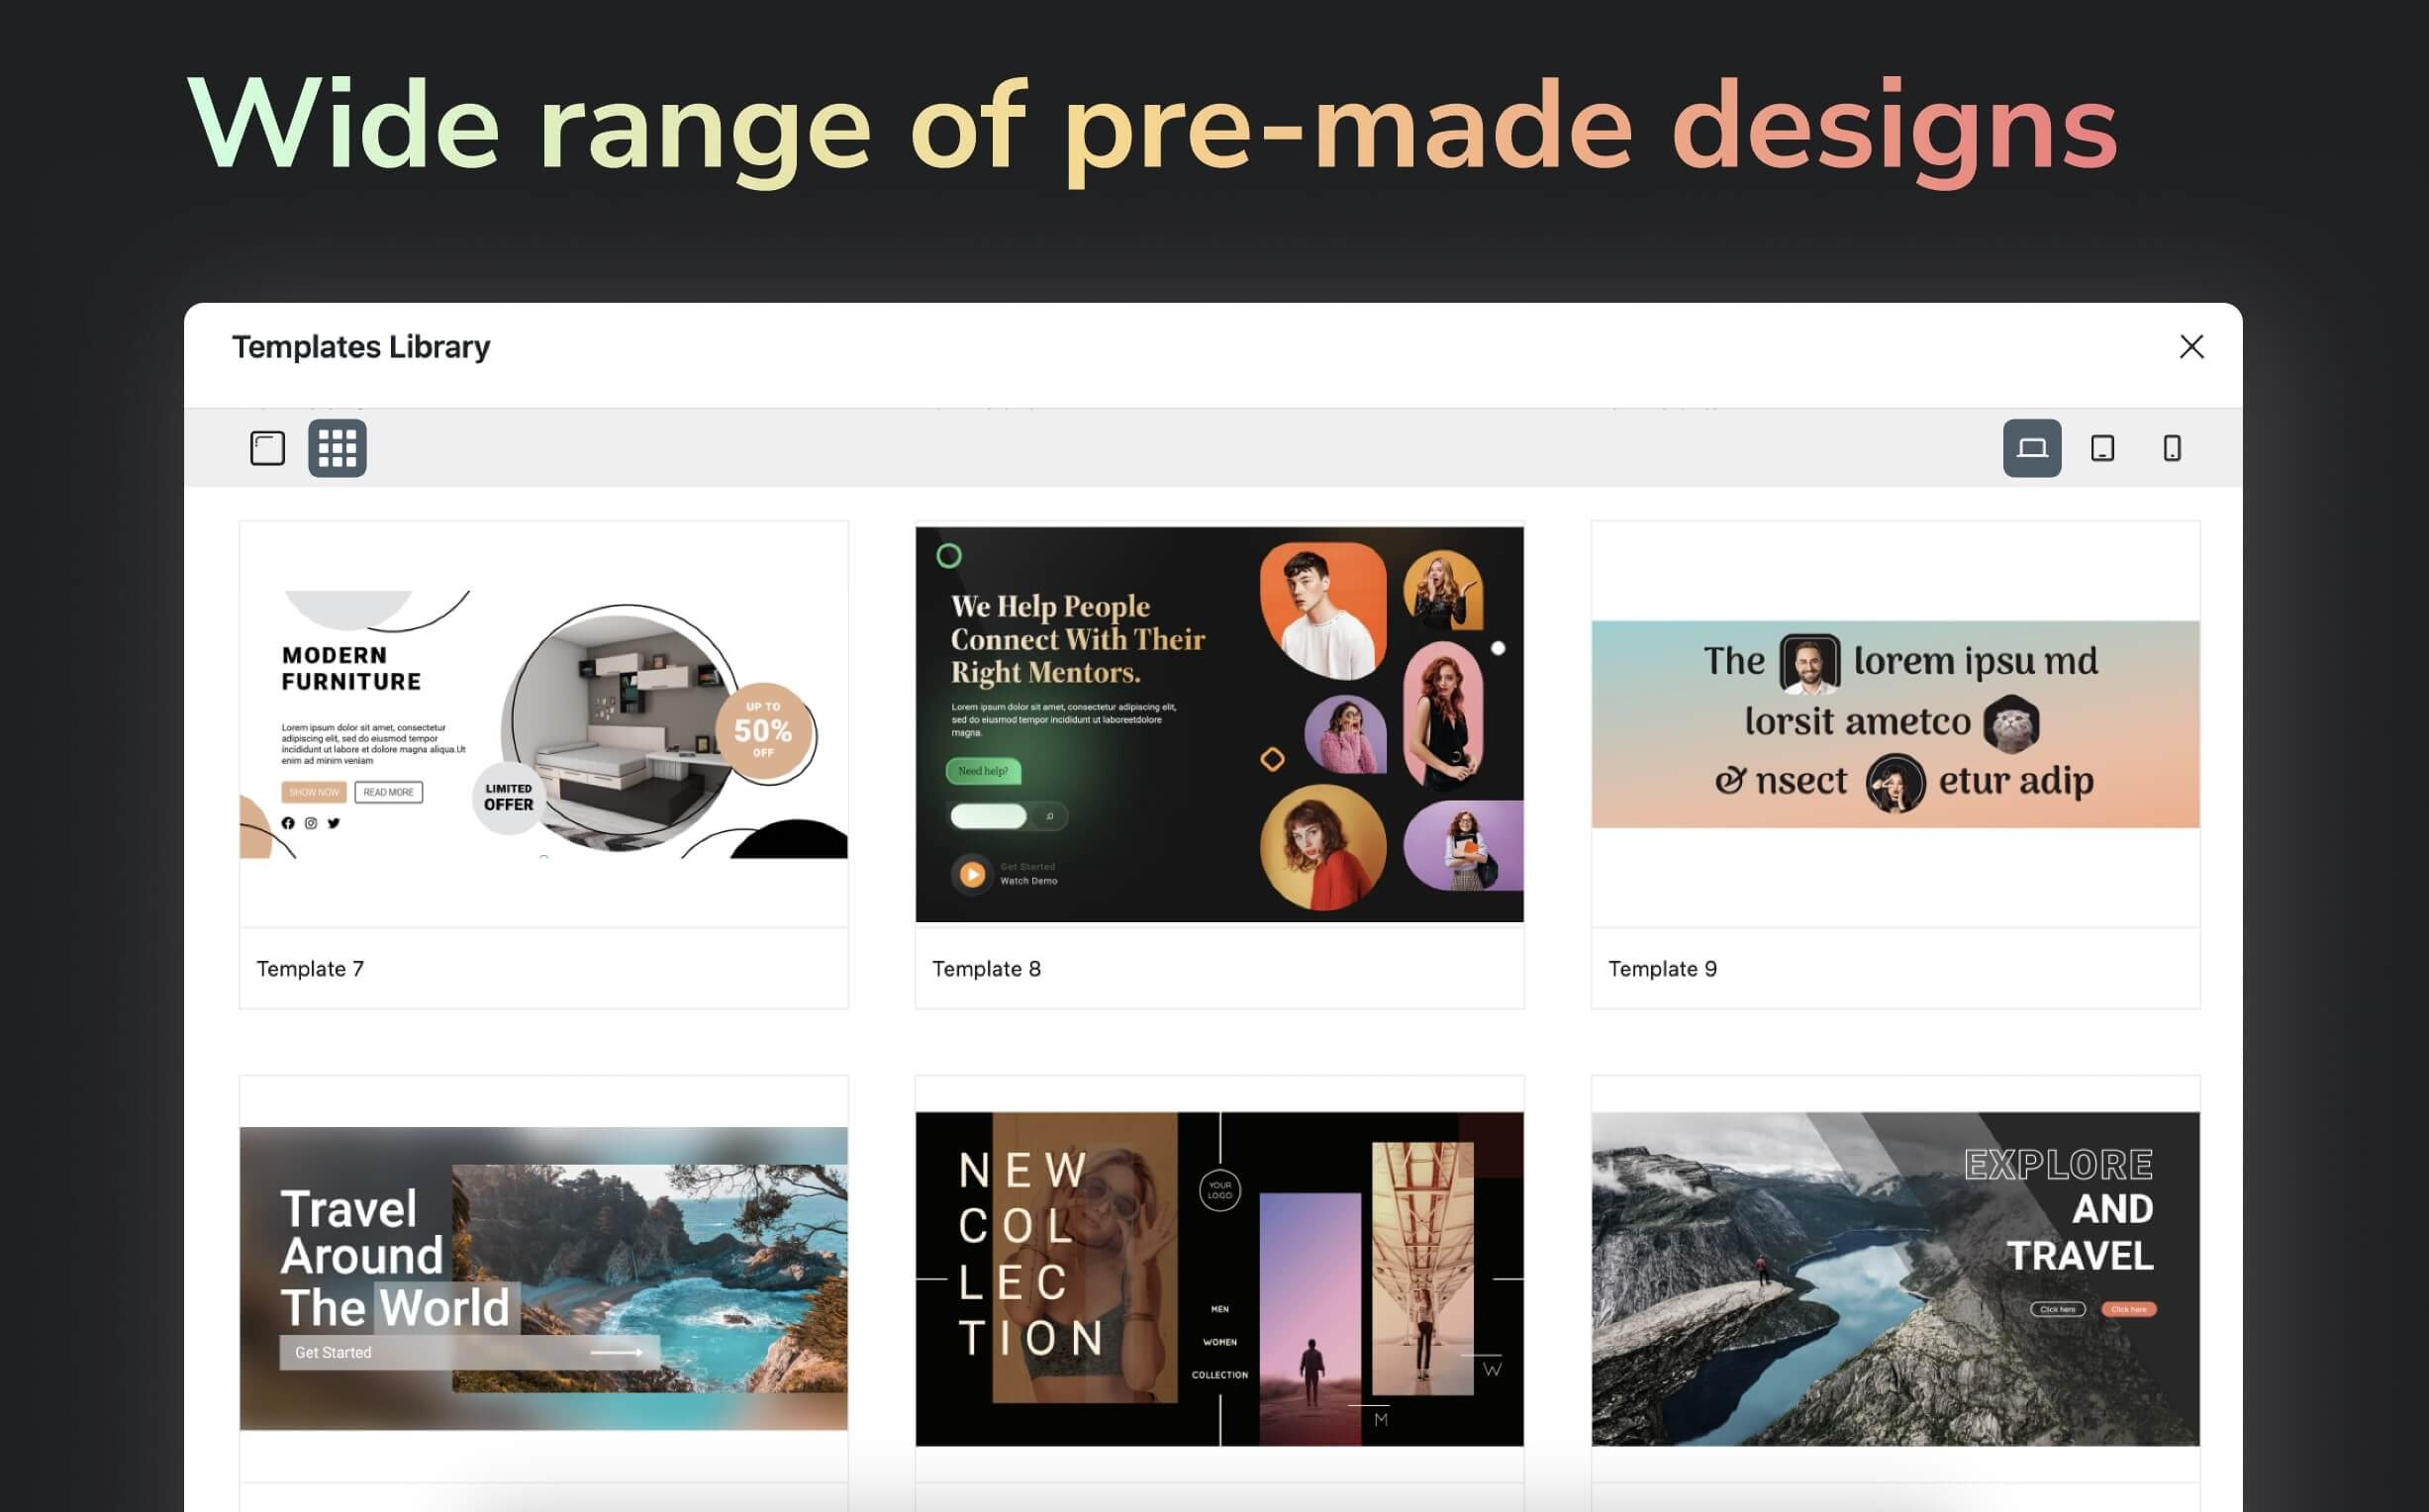 Wide range of pre-made designs
Templates Library
MODERN
FURNITURE
Lorem ipsum dolor sit amet, consectetur
adipiscing elit, sed do eiusmod tempor
incididunt ut labore et dolore magna aliqua.Ut
enim ad minim veniam
SHOW NOW
READ MORE
LIMITED
OFFER
UP TO
50%
OFF
Template 7
We Help People
Connect With Their
Right Mentors.
Lorem ipsum dolor sit amet, consectetur adipiscing elit,
sed do eiusmod tempor incididunt ut laboreetdolore
magna.
Need help?
Get Started
Watch Demo
Template 8
The lorem ipsu md
lorsit ametco
& nsect etur adip
Template 9
Travel
Around
The World
Get Started
NEW
COL
LEC
TION
YOUR
LOGO
MEN
WOMEN
COLLECTION
M
W
EXPLORE
AND
TRAVEL
Click here
Click here